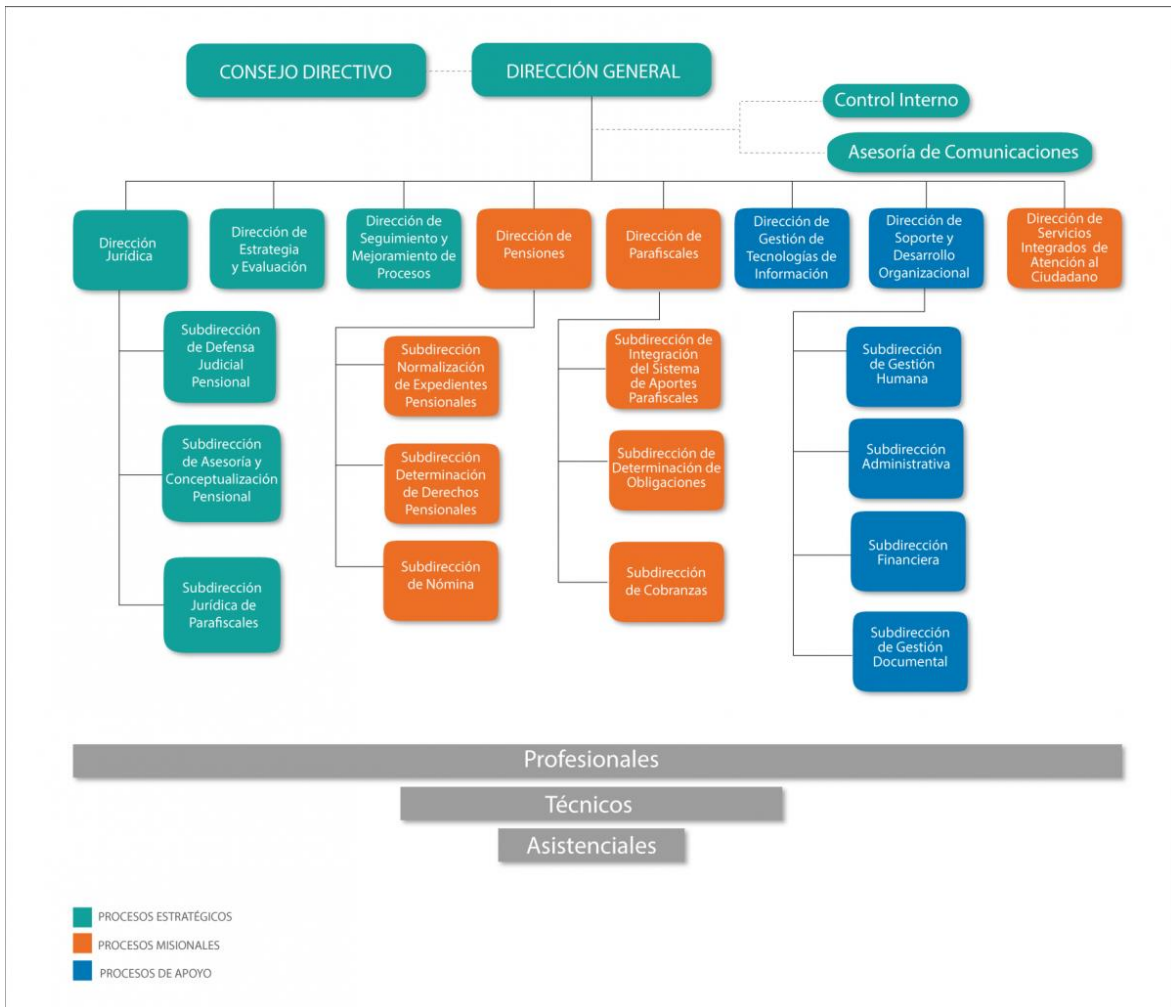 CONSEJO DIRECTIVO
DIRECCIÓN GENERAL
Control Interno
Asesoría de Comunicaciones
Dirección
Jurídica
Dirección de
Estrategia
y Evaluación
Dirección de
Seguimiento y
Mejoramiento de
Procesos
Dirección de
Pensiones
Dirección de
Parafiscales
Dirección de
Gestión de
Tecnologías de
Información
Dirección de
Soporte y
Desarrollo
Organizacional
Dirección de
Servicios
Integrados de
Atención al
Ciudadano
Subdirección
de Defensa
Judicial
Pensional
Subdirección
de Asesoría y
Conceptualización
Pensional
Subdirección
Jurídica de
Parafiscales
Subdirección
Normalización
de Expedientes
Pensionales
Subdirección
Determinación
de Derechos
Pensionales
Subdirección
de Nómina
Subdirección de
Integración
del Sistema
de Aportes
Parafiscales
Subdirección de
Determinación de
Obligaciones
Subdirección
de Cobranzas
Subdirección
de Gestión
Humana
Subdirección
Administrativa
Subdirección
Financiera
Subdirección
de Gestión
Documental
Profesionales
Técnicos
Asistenciales
PROCESOS ESTRATÉGICOS
PROCESOS MISIONALES
PROCESOS DE APOYO